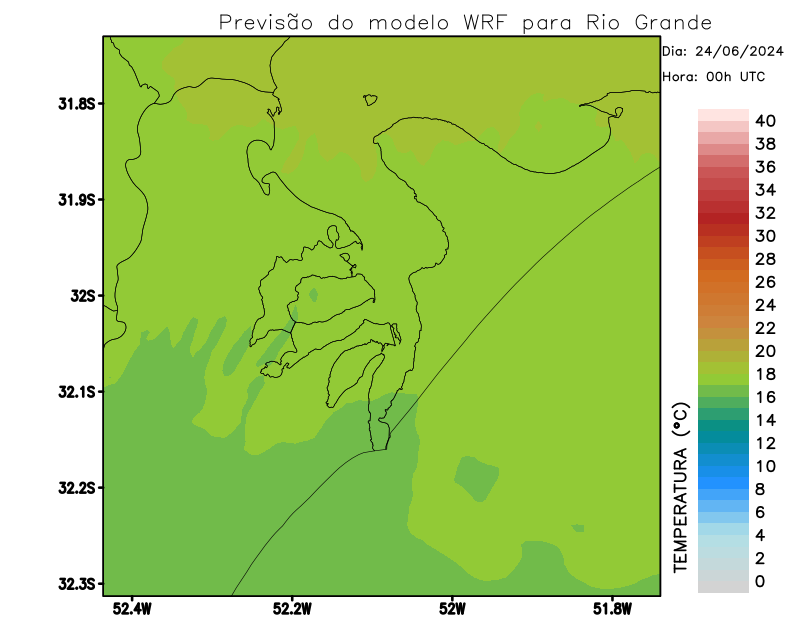 Previsão do modelo WRF para Rio Grande
Dia: 24/06/2024
Hora: 00h UTC
31.8S
31.9S
32S
32.1S
32.2S
32.3S
52.4W
52.2W
52W
51.8W
TEMPERATURA (°C)
40
38
36
34
32
30
28
26
24
22
20
18
16
14
12
10
8
6
4
2
0